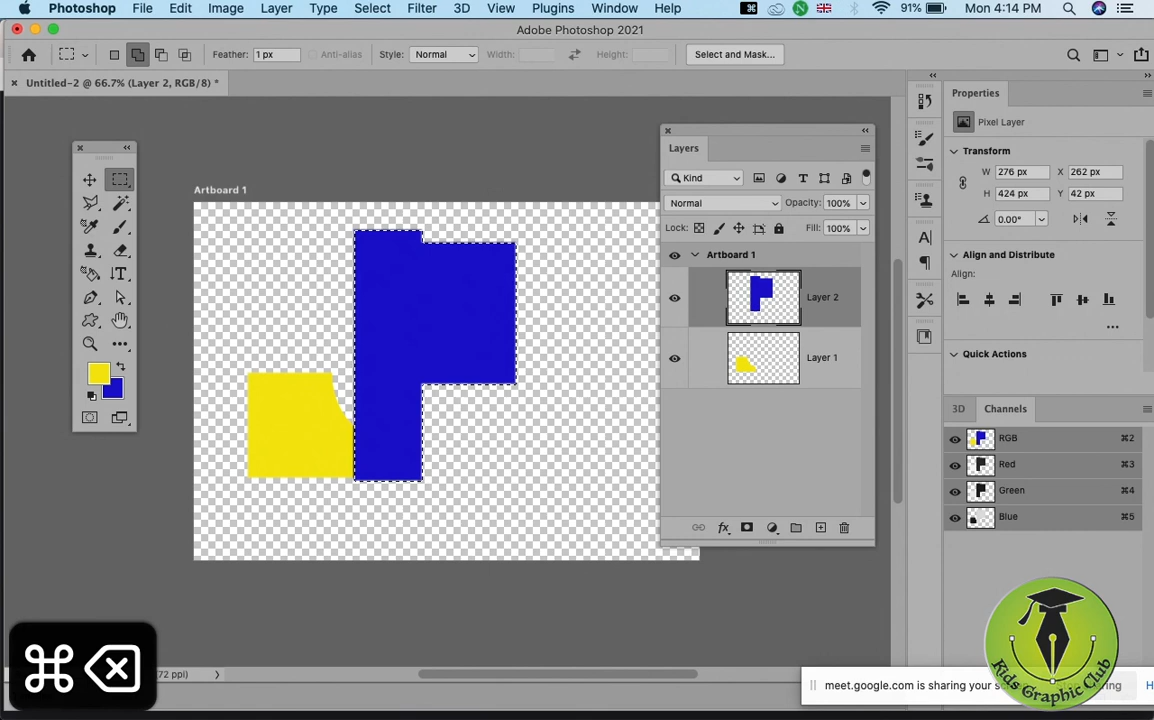 Photoshop File Edit Image Layer Type Select Filter 3D View Plugins Window Help 91% Mon 4:14 PM
Adobe Photoshop 2021
Feather: 1 px Anti-alias Style: Normal Width: Height: Select and Mask...
Untitled-2 @ 66.7% (Layer 2, RGB/8) *
Artboard 1
Layers
Kind
Normal Opacity: 100%
Lock: Fill: 100%
Artboard 1
Layer 2
Layer 1
Properties
Pixel Layer
Transform
W 276 px X 262 px
H 424 px Y 42 px
0.00°
Align and Distribute
Align:
Quick Actions
3D Channels
RGB ⌘2
Red ⌘3
Green ⌘4
Blue ⌘5
72 ppi)
meet.google.com is sharing your
Kids Graphic Club